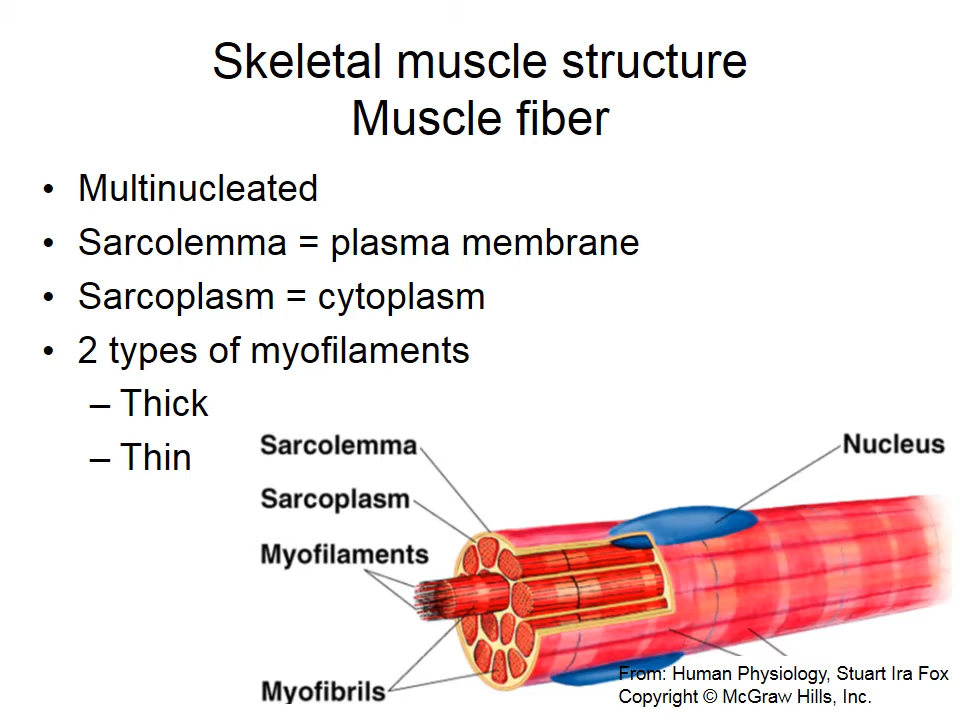 Skeletal muscle structure
Muscle fiber
• Multinucleated
• Sarcolemma = plasma membrane
• Sarcoplasm = cytoplasm
• 2 types of myofilaments
– Thick
– Thin
Sarcolemma
Nucleus
Sarcoplasm
Myofilaments
Myofibrils
From: Human Physiology, Stuart Ira Fox
Copyright © McGraw Hills, Inc.